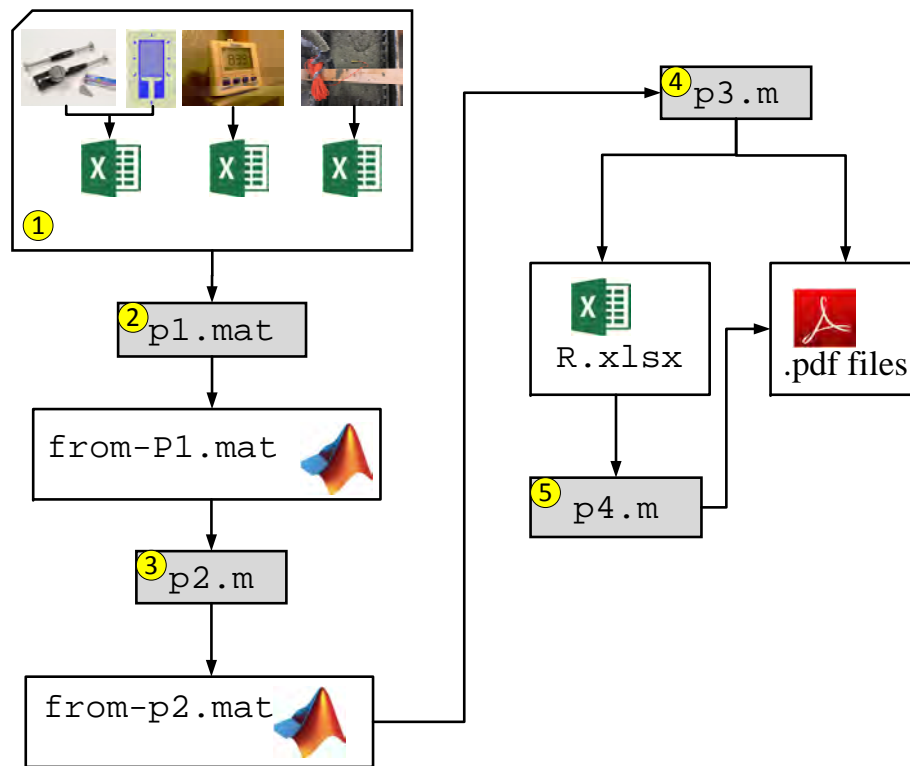 1
2
p1.mat
from-P1.mat
3
p2.m
from-p2.mat
4
p3.m
R.xlsx
.pdf files
5
p4.m